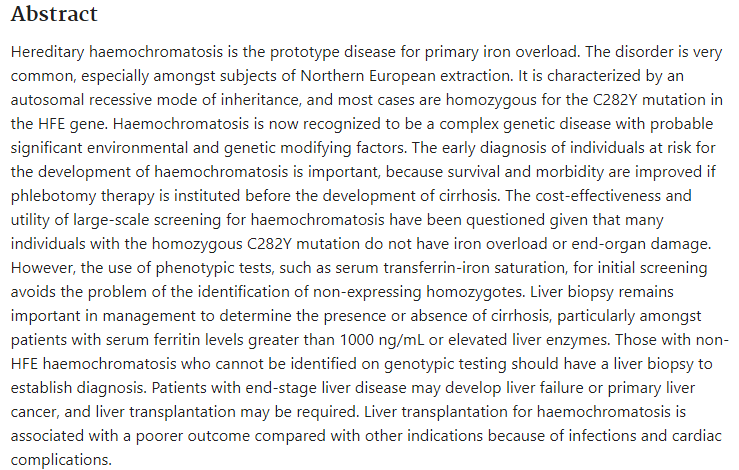 Abstract
Hereditary haemochromatosis is the prototype disease for primary iron overload. The disorder is very
common, especially amongst subjects of Northern European extraction. It is characterized by an
autosomal recessive mode of inheritance, and most cases are homozygous for the C282Y mutation in
the HFE gene. Haemochromatosis is now recognized to be a complex genetic disease with probable
significant environmental and genetic modifying factors. The early diagnosis of individuals at risk for
the development of haemochromatosis is important, because survival and morbidity are improved if
phlebotomy therapy is instituted before the development of cirrhosis. The cost-effectiveness and
utility of large-scale screening for haemochromatosis have been questioned given that many
individuals with the homozygous C282Y mutation do not have iron overload or end-organ damage.
However, the use of phenotypic tests, such as serum transferrin-iron saturation, for initial screening
avoids the problem of the identification of non-expressing homozygotes. Liver biopsy remains
important in management to determine the presence or absence of cirrhosis, particularly amongst
patients with serum ferritin levels greater than 1000 ng/mL or elevated liver enzymes. Those with non-
HFE haemochromatosis who cannot be identified on genotypic testing should have a liver biopsy to
establish diagnosis. Patients with end-stage liver disease may develop liver failure or primary liver
cancer, and liver transplantation may be required. Liver transplantation for haemochromatosis is
associated with a poorer outcome compared with other indications because of infections and cardiac
complications.